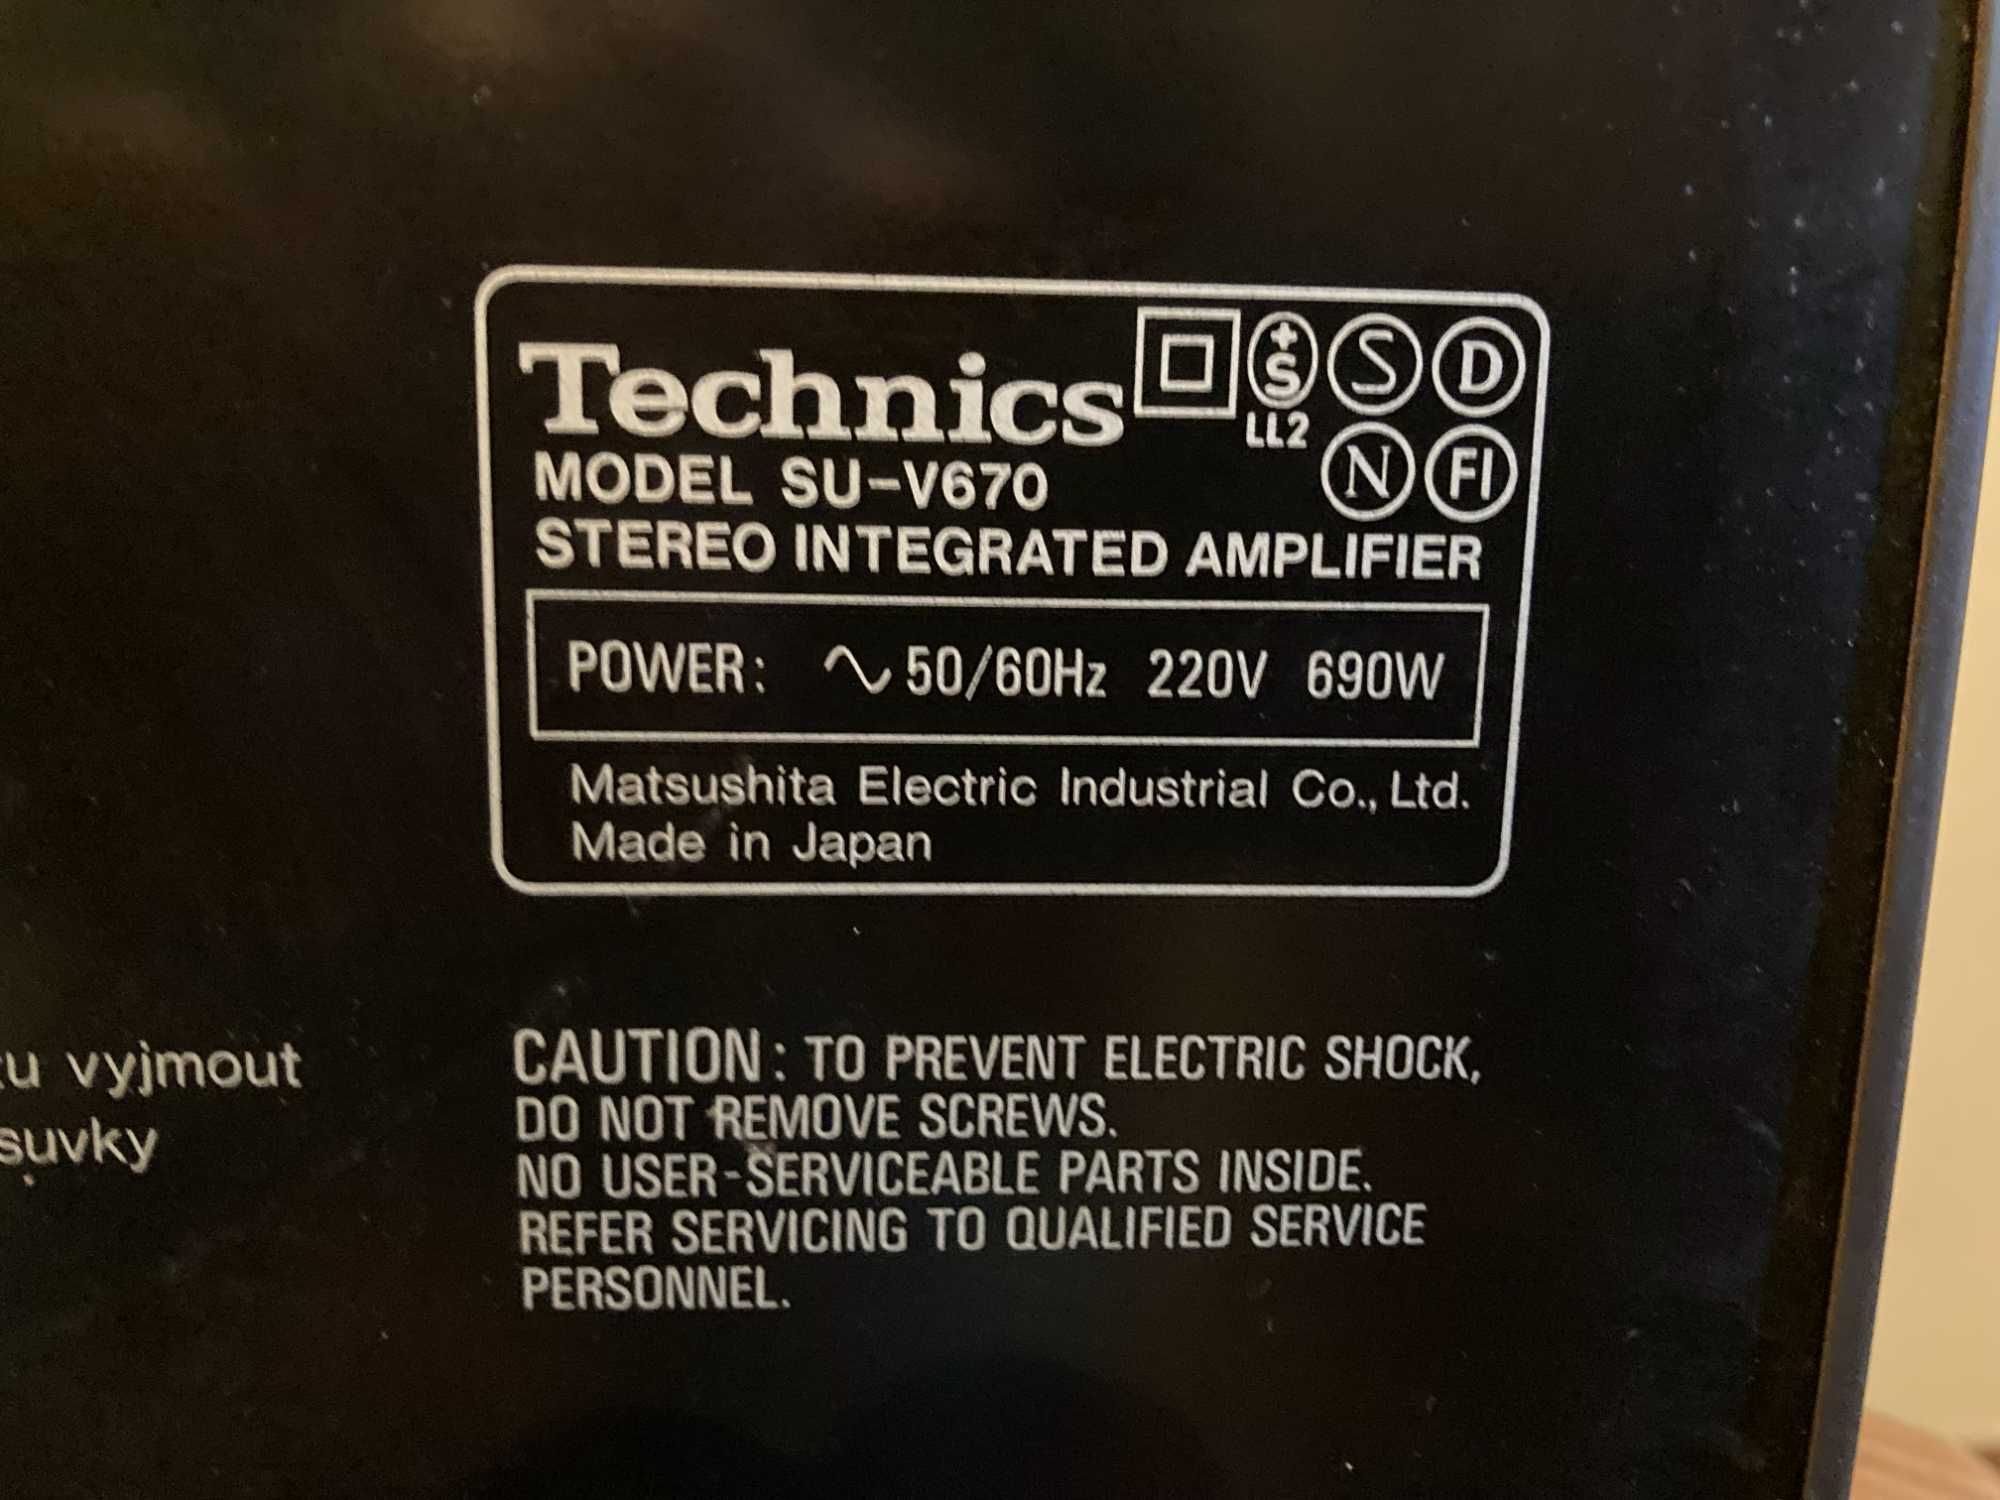 Technics
+S
LL2
S D
N FI
MODEL SU-V670
STEREO INTEGRATED AMPLIFIER
POWER: ∿ 50/60Hz 220V 690W
Matsushita Electric Industrial Co., Ltd.
Made in Japan
vyjmout
CAUTION: TO PREVENT ELECTRIC SHOCK,
DO NOT REMOVE SCREWS.
NO USER-SERVICEABLE PARTS INSIDE.
REFER SERVICING TO QUALIFIED SERVICE
PERSONNEL.